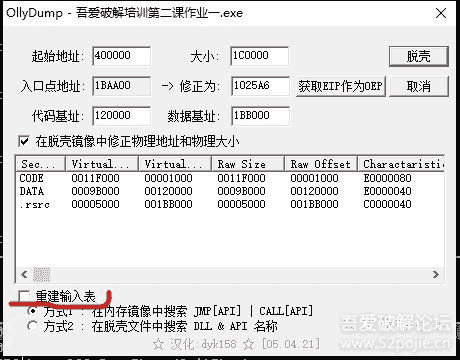 OllyDump - 吾爱破解培训第二课作业一.exe
起始地址: 400000 大小: 1C0000 脱壳
入口点地址: 1BAA00 -> 修正为: 1025A6 获取EIP作为OEP 取消
代码基址: 120000 数据基址: 1BB000
在脱壳镜像中修正物理地址和物理大小
Sec... Virtual... Virtual... Raw Size Raw Offset Charactaristic
CODE 0011F000 00001000 0011F000 00001000 E0000080
DATA 0009B000 00120000 0009B000 00120000 E0000040
.rsrc 00005000 001BB000 00005000 001BB000 C0000040
重建输入表
方式1 : 在内存镜像中搜索 JMP[API] | CALL[API]
方式2 : 在脱壳文件中搜索 DLL & API 名称
☆ 汉化: dyk158 ☆ [05.04.21]
吾爱破解论坛
www.52pojie.cn